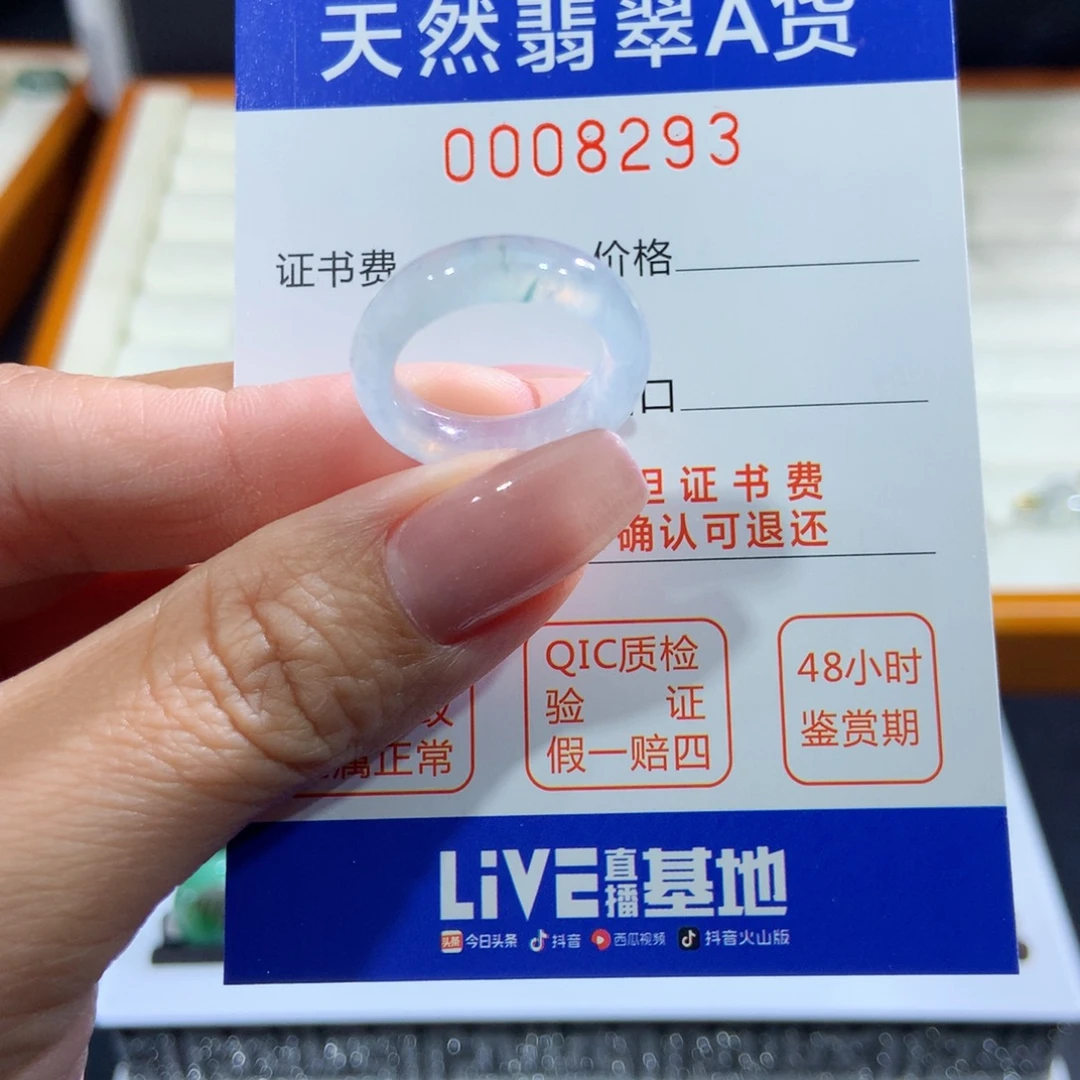 天然翡翠A货
0008293
证书费
价格
口
证书费
确认可退还
正常
QIC质检
验 证
假一赔四
48小时
鉴赏期
LiVE直播基地
头条 今日头条 抖音 西瓜视频 抖音火山版